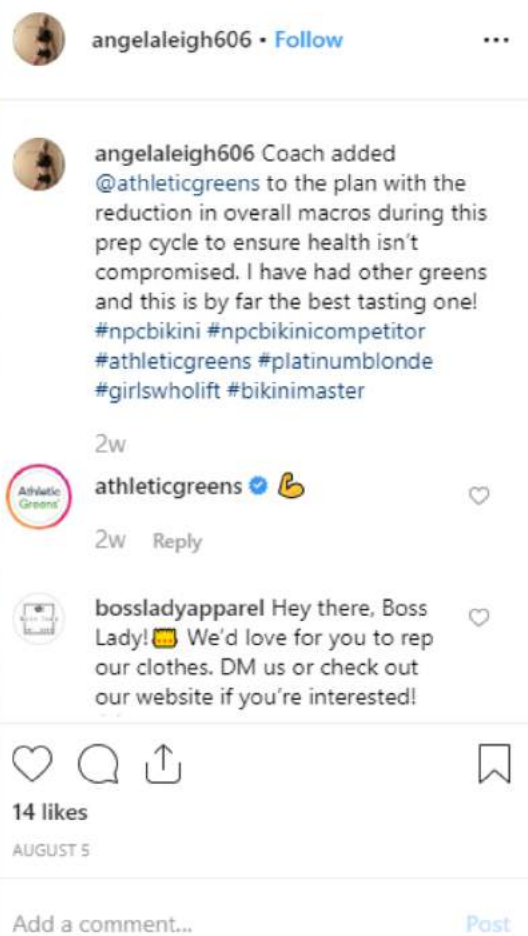 angelaleigh606 • Follow
angelaleigh606 Coach added
@athleticgreens to the plan with the
reduction in overall macros during this
prep cycle to ensure health isn't
compromised. I have had other greens
and this is by far the best tasting one!
#npcbikini #npcbikinicompetitor
#athleticgreens #platinumblonde
#girlswholift #bikinimaster
2w
Athletic
Greens
athleticgreens 💪
2w Reply
bossladyapparel Hey there, Boss
Lady! We'd love for you to rep
our clothes. DM us or check out
our website if you're interested!
14 likes
AUGUST 5
Add a comment... Post